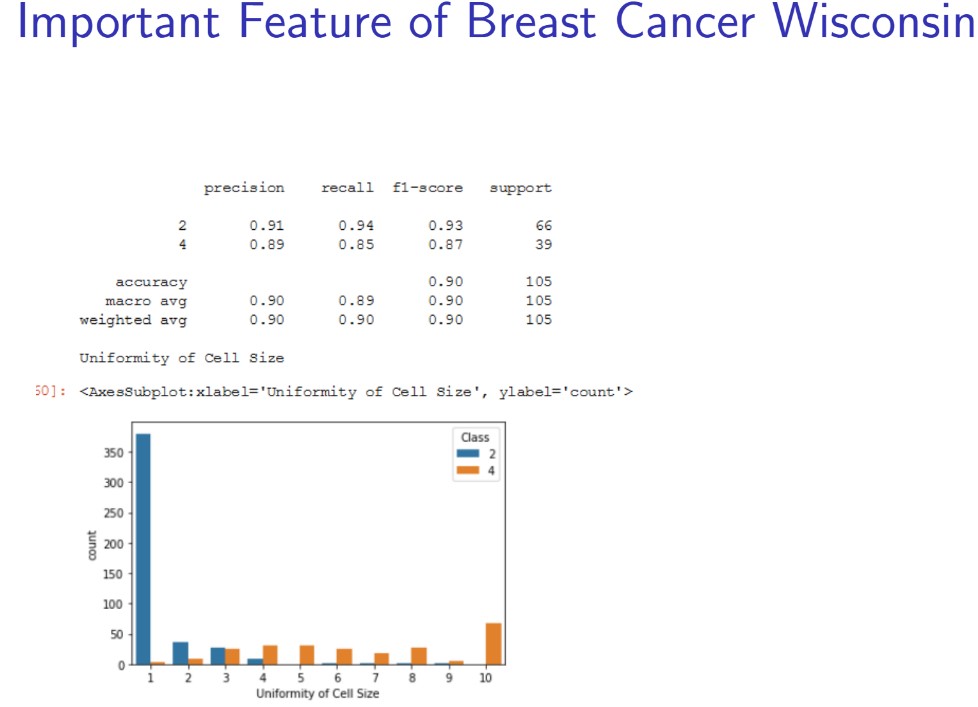 Important Feature of Breast Cancer Wisconsin
precision recall f1-score support
2 0.91 0.94 0.93 66
4 0.89 0.85 0.87 39
accuracy 0.90 105
macro avg 0.90 0.89 0.90 105
weighted avg 0.90 0.90 0.90 105
Uniformity of Cell Size
50]: <AxesSubplot:xlabel='Uniformity of Cell Size', ylabel='count'>
Class
2
4
350
300
250
200
150
100
50
0
count
1 2 3 4 5 6 7 8 9 10
Uniformity of Cell Size